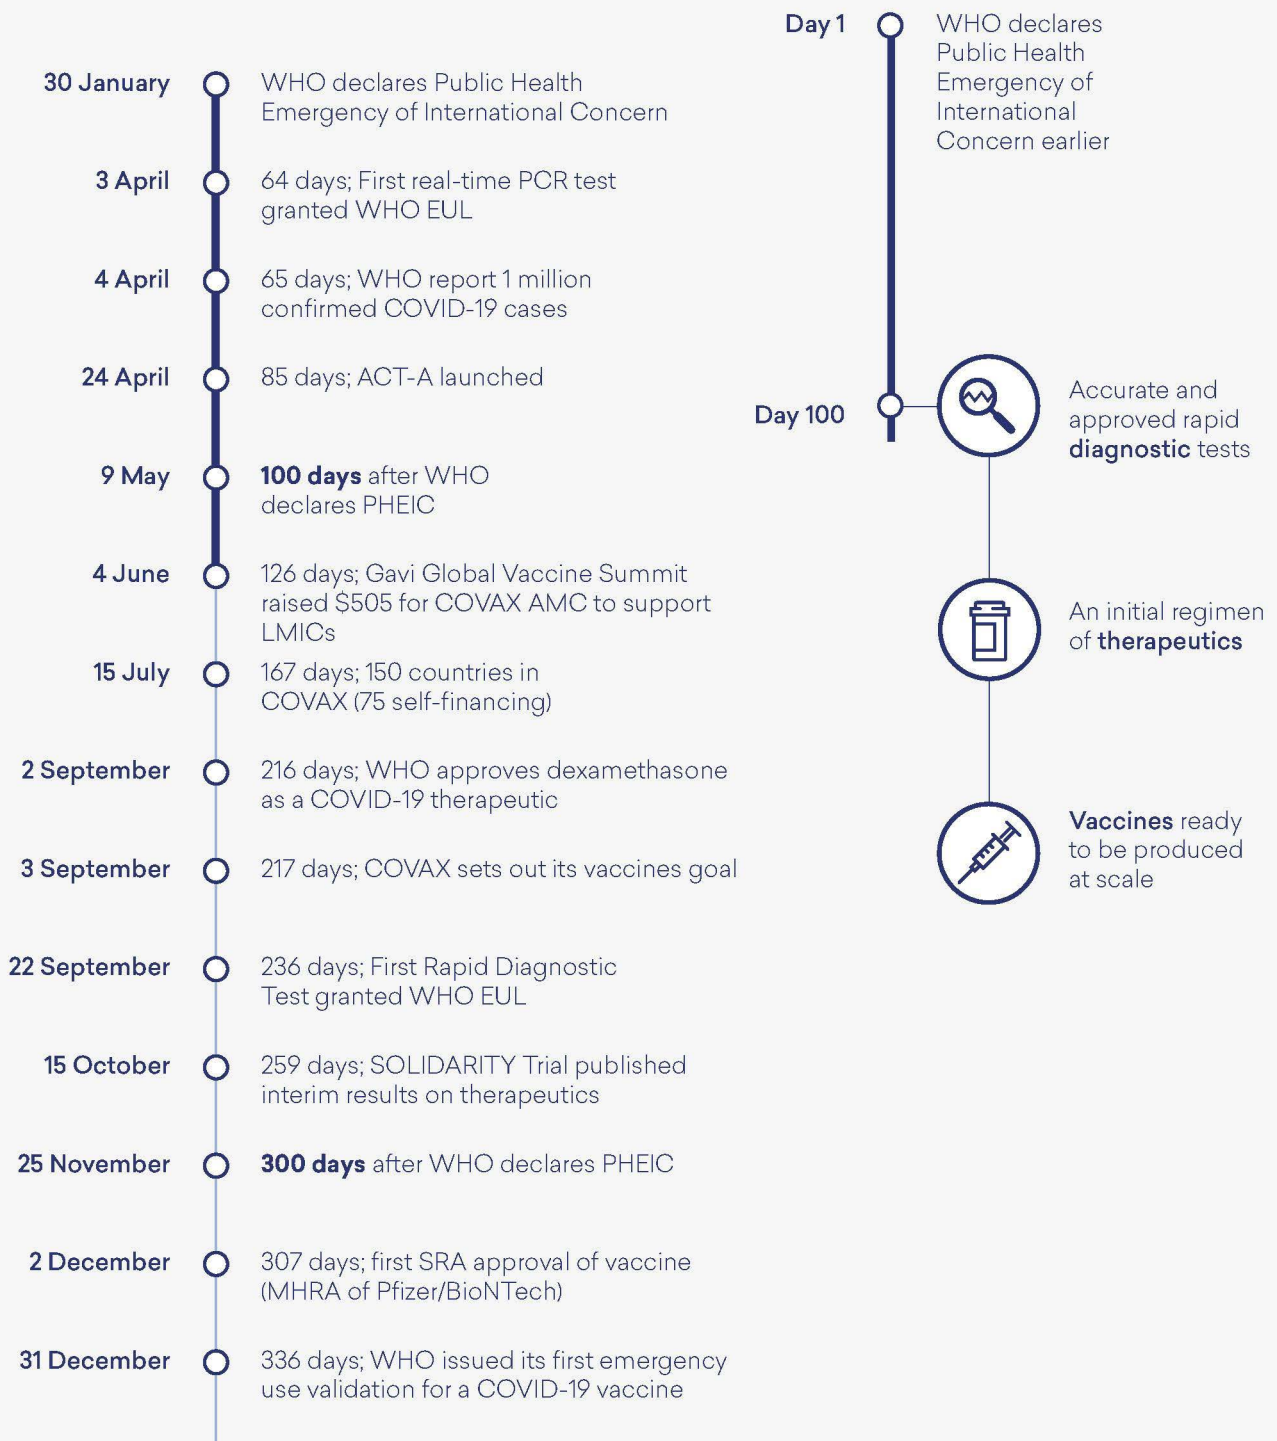 30 January
WHO declares Public Health
Emergency of International Concern
3 April
64 days; First real-time PCR test
granted WHO EUL
4 April
65 days; WHO report 1 million
confirmed COVID-19 cases
24 April
85 days; ACT-A launched
9 May
100 days after WHO
declares PHEIC
4 June
126 days; Gavi Global Vaccine Summit
raised $505 for COVAX AMC to support
LMICs
15 July
167 days; 150 countries in
COVAX (75 self-financing)
2 September
216 days; WHO approves dexamethasone
as a COVID-19 therapeutic
3 September
217 days; COVAX sets out its vaccines goal
22 September
236 days; First Rapid Diagnostic
Test granted WHO EUL
15 October
259 days; SOLIDARITY Trial published
interim results on therapeutics
25 November
300 days after WHO declares PHEIC
2 December
307 days; first SRA approval of vaccine
(MHRA of Pfizer/BioNTech)
31 December
336 days; WHO issued its first emergency
use validation for a COVID-19 vaccine
Day 1
WHO declares
Public Health
Emergency of
International
Concern earlier
Day 100
Accurate and
approved rapid
diagnostic tests
An initial regimen
of therapeutics
Vaccines ready
to be produced
at scale